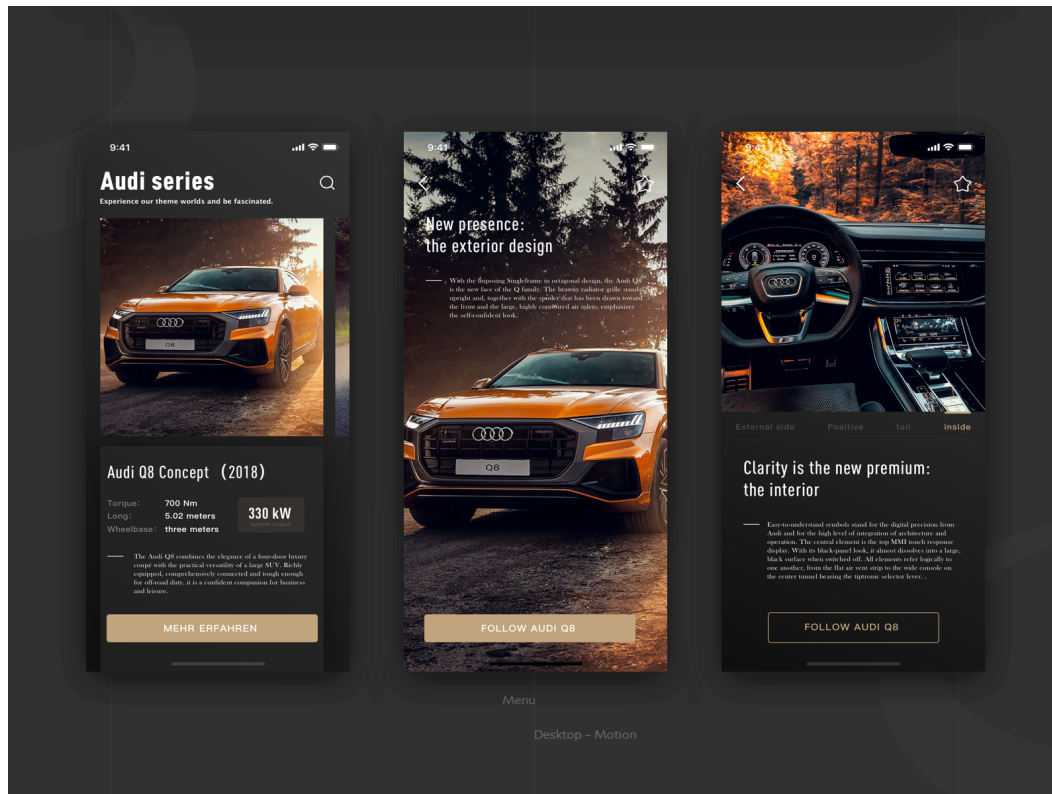 9:41
Audi series
Experience our theme worlds and be fascinated.
Q8
Audi Q8 Concept （2018）
Torque: 700 Nm
Long: 5.02 meters
Wheelbase: three meters
330 kW
system output
The Audi Q8 combines the elegance of a four-door luxury
coupé with the practical versatility of a large SUV. Richly
equipped, comprehensively connected and tough enough
for off-road duty, it is a confident companion for business
and leisure.
MEHR ERFAHREN
9:41
New presence:
the exterior design
With the imposing Singleframe in octagonal design, the Audi Q8
is the new face of the Q family. The brawny radiator grille stands
upright and, together with the spoiler that has been drawn toward
the front and the large, highly contoured air inlets, emphasizes
the self-confident look.
Q8
FOLLOW AUDI Q8
9:41
External side
Positive
tail
inside
Clarity is the new premium:
the interior
Easy-to-understand symbols stand for the digital precision from
Audi and for the high level of integration of architecture and
operation. The central element is the top MMI touch response
display. With its black-panel look, it almost dissolves into a large,
black surface when switched off. All elements refer logically to
one another, from the flat air vent strip to the wide console on
the center tunnel bearing the tiptronic selector lever. .
FOLLOW AUDI Q8
Menu
Desktop – Motion